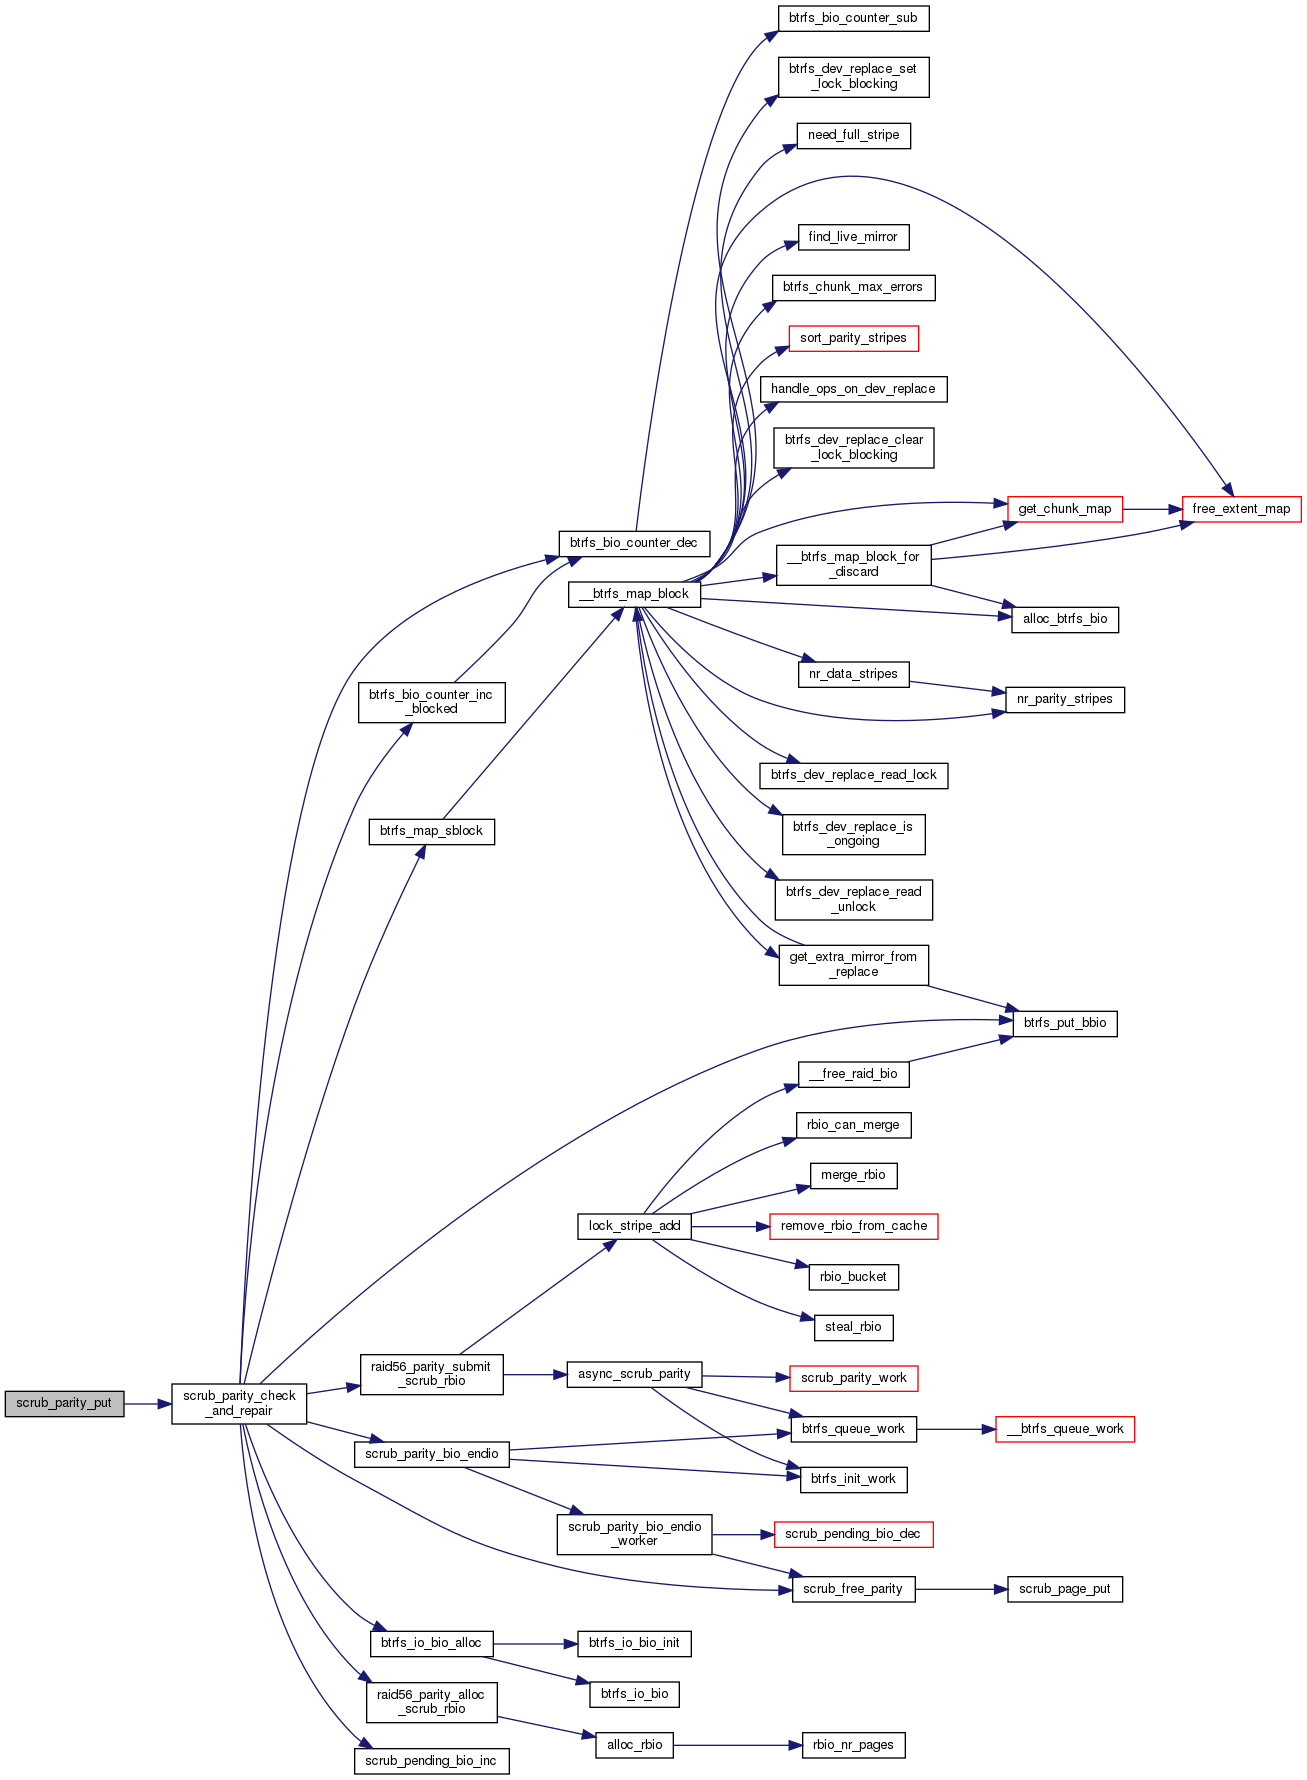 btrfs_bio_counter_sub
btrfs_dev_replace_set
_lock_blocking
need_full_stripe
find_live_mirror
btrfs_chunk_max_errors
sort_parity_stripes
handle_ops_on_dev_replace
btrfs_dev_replace_clear
_lock_blocking
get_chunk_map
free_extent_map
btrfs_bio_counter_dec
__btrfs_map_block_for
_discard
__btrfs_map_block
alloc_btrfs_bio
nr_data_stripes
btrfs_bio_counter_inc
_blocked
nr_parity_stripes
btrfs_dev_replace_read_lock
btrfs_map_sblock
btrfs_dev_replace_is
_ongoing
btrfs_dev_replace_read
_unlock
get_extra_mirror_from
_replace
btrfs_put_bbio
__free_raid_bio
rbio_can_merge
merge_rbio
lock_stripe_add
remove_rbio_from_cache
rbio_bucket
steal_rbio
raid56_parity_submit
_scrub_rbio
async_scrub_parity
scrub_parity_work
scrub_parity_put
scrub_parity_check
_and_repair
btrfs_queue_work
__btrfs_queue_work
scrub_parity_bio_endio
btrfs_init_work
scrub_parity_bio_endio
_worker
scrub_pending_bio_dec
scrub_free_parity
scrub_page_put
btrfs_io_bio_alloc
btrfs_io_bio_init
raid56_parity_alloc
_scrub_rbio
btrfs_io_bio
alloc_rbio
rbio_nr_pages
scrub_pending_bio_inc